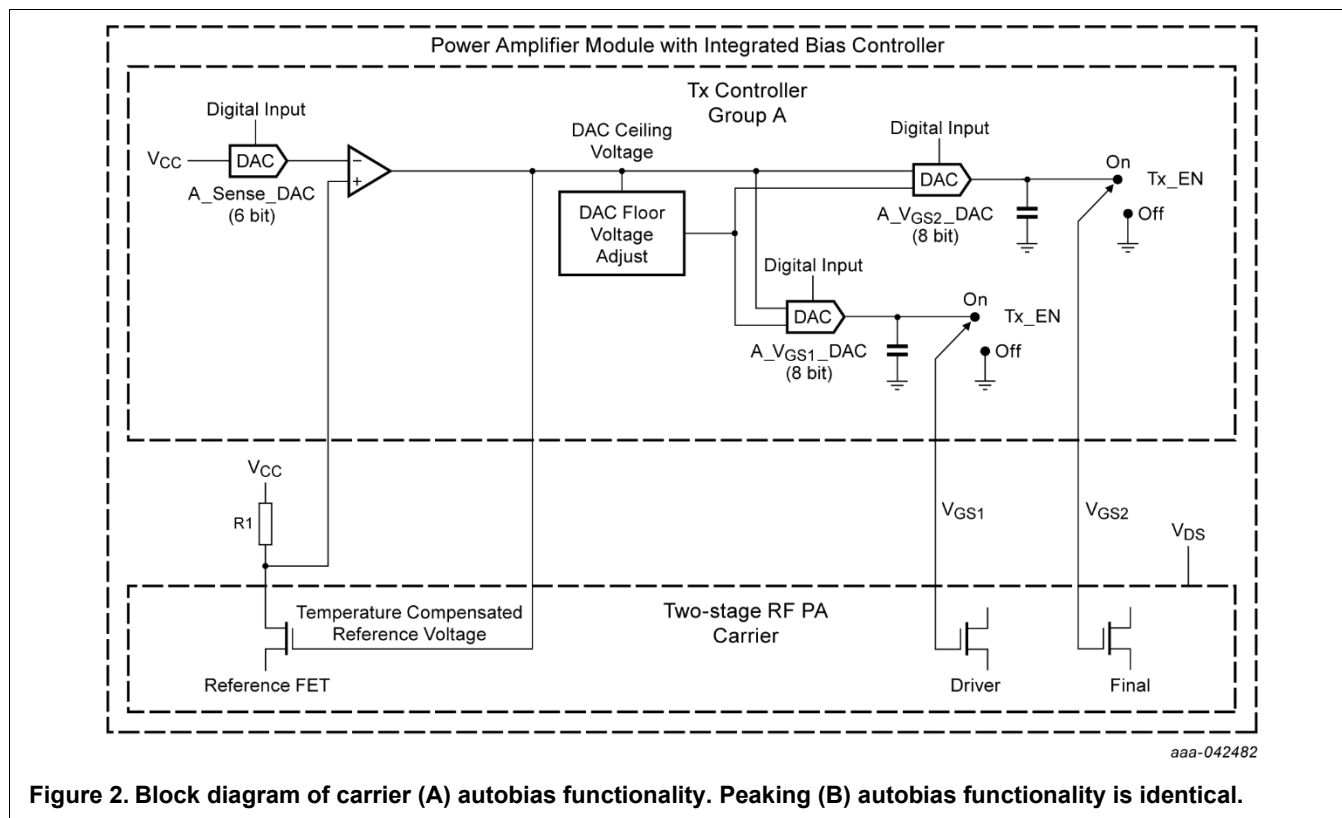 Power Amplifier Module with Integrated Bias Controller
Tx Controller
Group A
Digital Input
VCC
DAC
A_Sense_DAC
(6 bit)
−
+
DAC Ceiling
Voltage
DAC Floor
Voltage
Adjust
Digital Input
DAC
A_VGS2_DAC
(8 bit)
On
Tx_EN
Off
Digital Input
DAC
A_VGS1_DAC
(8 bit)
On
Tx_EN
Off
VCC
R1
VGS1
VGS2
VDS
Temperature Compensated
Reference Voltage
Reference FET
Two-stage RF PA
Carrier
Driver
Final
aaa-042482
Figure 2. Block diagram of carrier (A) autobias functionality. Peaking (B) autobias functionality is identical.